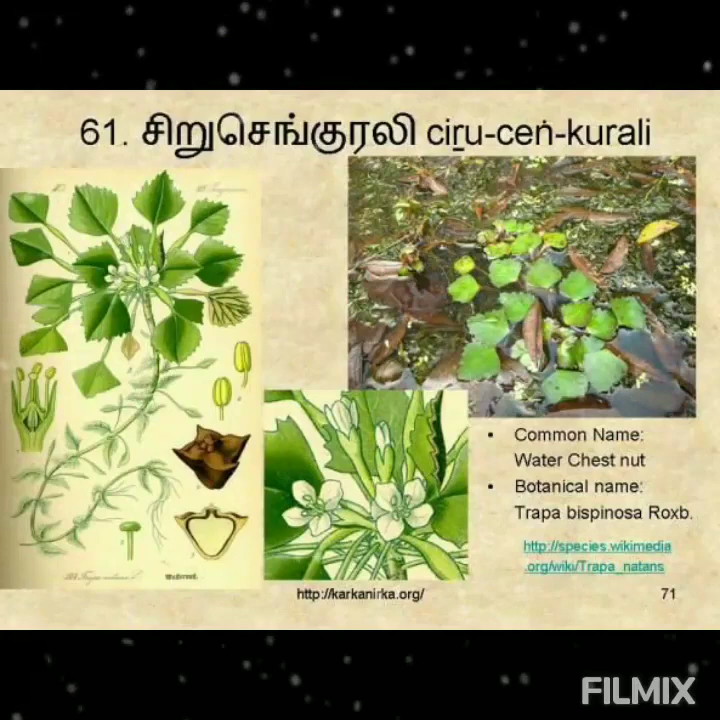 61. சிறுசெங்குரலி ciṟu-ceṅ-kurali
• Common Name:
Water Chest nut
• Botanical name:
Trapa bispinosa Roxb.
http://species.wikimedia
.org/wiki/Trapa_natans
http://karkanirka.org/
71
FILMIX